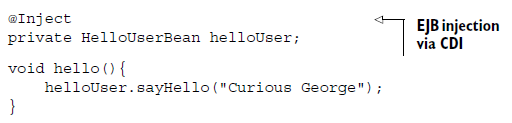 @Inject
private HelloUserBean helloUser;
EJB injection
via CDI
void hello(){
helloUser.sayHello("Curious George");
}